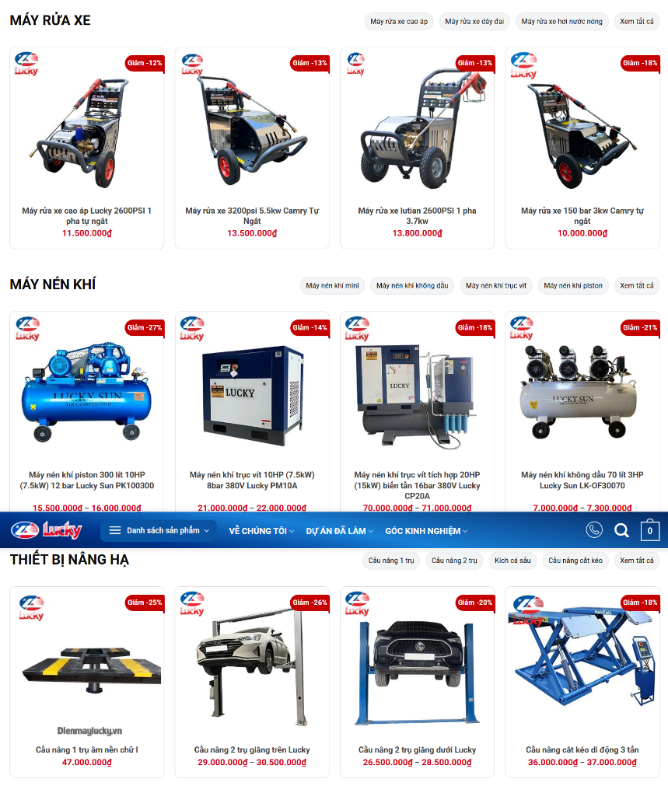 MÁY RỬA XE
Máy rửa xe cao áp
Máy rửa xe dây đai
Máy rửa xe hơi nước nóng
Xem tất cả
Lucky
Giảm -12%
Lucky
Giảm -13%
Lucky
Giảm -13%
Lucky
Giảm -18%
Máy rửa xe cao áp Lucky 2600PSI 1
pha tự ngắt
11.500.000₫
Máy rửa xe 3200psi 5.5kw Camry Tự
Ngắt
13.500.000₫
Máy rửa xe lutian 2600PSI 1 pha
3.7kw
13.800.000₫
Máy rửa xe 150 bar 3kw Camry tự
ngắt
10.000.000₫
MÁY NÉN KHÍ
Máy nén khí mini
Máy nén khí không dầu
Máy nén khí trục vít
Máy nén khí piston
Xem tất cả
Lucky
Giảm -27%
Lucky
Giảm -14%
Lucky
Giảm -18%
Lucky
Giảm -21%
LUCKY SUN
LUCKY
LUCKY
LUCKY SUN
Máy nén khí piston 300 lít 10HP
(7.5kW) 12 bar Lucky Sun PK100300
15.500.000₫ – 16.000.000₫
Máy nén khí trục vít 10HP (7.5kW)
8bar 380V Lucky PM10A
21.000.000₫ – 22.000.000₫
Máy nén khí trục vít tích hợp 20HP
(15kW) biến tần 16bar 380V Lucky
CP20A
70.000.000₫ – 71.000.000₫
Máy nén khí không dầu 70 lít 3HP
Lucky Sun LK-OF30070
7.000.000₫ – 7.300.000₫
Lucky
Danh sách sản phẩm
VỀ CHÚNG TÔI
DỰ ÁN ĐÃ LÀM
GÓC KINH NGHIỆM
0
THIẾT BỊ NÂNG HẠ
Cầu nâng 1 trụ
Cầu nâng 2 trụ
Kích cá sấu
Cầu nâng cắt kéo
Xem tất cả
Lucky
Giảm -25%
Lucky
Giảm -26%
Lucky
Giảm -20%
Lucky
Giảm -18%
Dienmaylucky.vn
Cầu nâng 1 trụ âm nền chữ I
47.000.000₫
Cầu nâng 2 trụ giằng trên Lucky
29.000.000₫ – 30.500.000₫
Cầu nâng 2 trụ giằng dưới Lucky
26.500.000₫ – 28.500.000₫
Cầu nâng cắt kéo di động 3 tấn
36.000.000₫ – 37.000.000₫